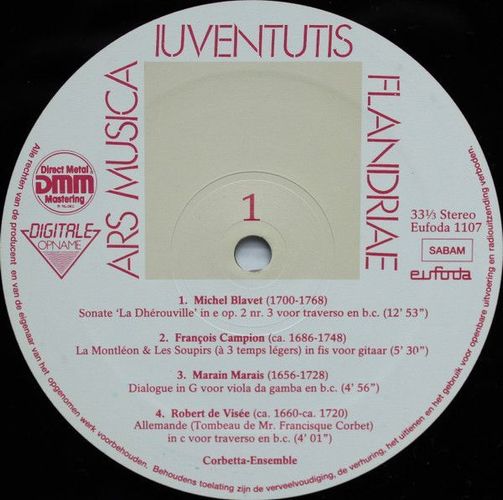 ARS MUSICA
IUVENTUTIS
FLANDRIAE
Direct Metal
DMM
Mastering
DIGITALE
OPNAME
1
33⅓ Stereo
Eufoda 1107
SABAM
eufoda
1. Michel Blavet (1700-1768)
Sonate ‘La Dhérouville’ in e op. 2 nr. 3 voor traverso en b.c. (12’ 53”)
2. François Campion (ca. 1686-1748)
La Montléon & Les Soupirs (à 3 temps légers) in fis voor gitaar (5’ 30”)
3. Marain Marais (1656-1728)
Dialogue in G voor viola da gamba en b.c. (4’ 56”)
4. Robert de Visée (ca. 1660-ca. 1720)
Allemande (Tombeau de Mr. Francisque Corbet)
in c voor traverso en b.c. (4’ 01”)
Corbetta-Ensemble
Alle rechten van de producent en van de eigenaar van het opgenomen werk voorbehouden. Behoudens toelating zijn de verveelvoudiging, de verhuring, het uitlenen en het gebruik voor openbare uitvoering en radiouitzending verboden.